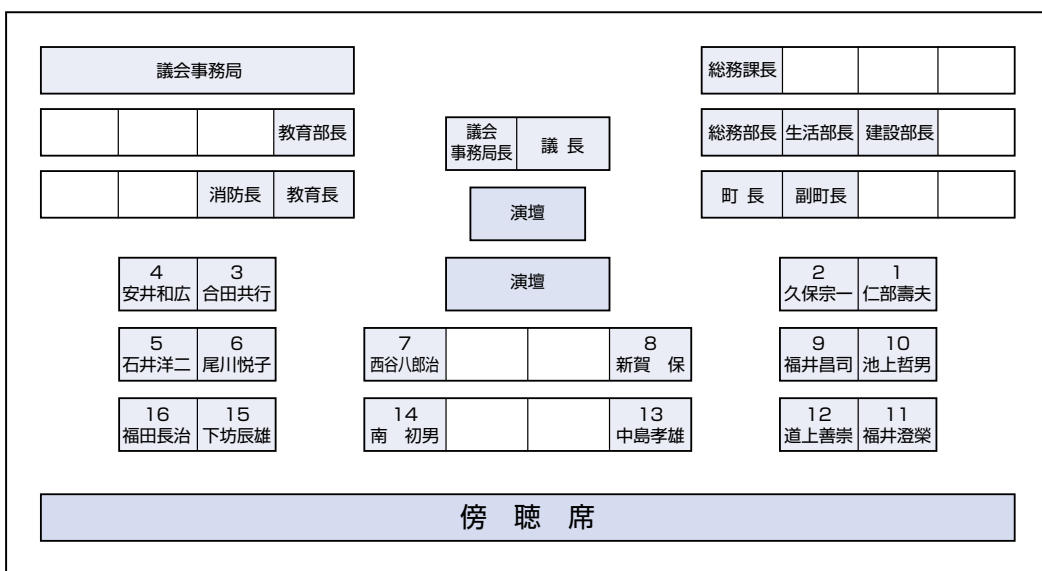 議会事務局
総務課長
教育部長
議会
事務局長
議 長
総務部長 生活部長 建設部長
消防長 教育長
演壇
町 長 副町長
演壇
4 3
安井和広 合田共行
2 1
久保宗一 仁部壽夫
5 6
石井洋二 尾川悦子
7 8
西谷八郎治 新賀 保
9 10
福井昌司 池上哲男
16 15
福田長治 下坊辰雄
14 13
南 初男 中島孝雄
12 11
道上善崇 福井澄榮
傍 聴 席